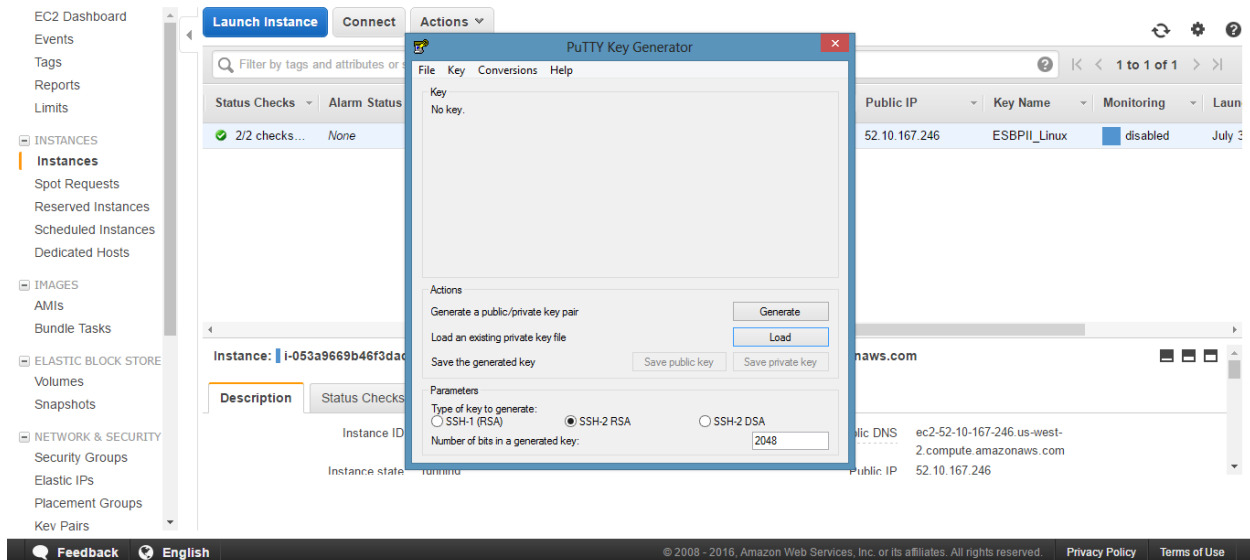 EC2 Dashboard
Events
Tags
Reports
Limits
INSTANCES
Instances
Spot Requests
Reserved Instances
Scheduled Instances
Dedicated Hosts
IMAGES
AMIs
Bundle Tasks
ELASTIC BLOCK STORE
Volumes
Snapshots
NETWORK & SECURITY
Security Groups
Elastic IPs
Placement Groups
Key Pairs
Launch Instance Connect Actions
Filter by tags and attributes or
1 to 1 of 1
Status Checks Alarm Status Public IP Key Name Monitoring Laun
2/2 checks... None 52.10.167.246 ESBPII_Linux disabled July 3
PuTTY Key Generator
File Key Conversions Help
Key
No key.
Actions
Generate a public/private key pair Generate
Load an existing private key file Load
Save the generated key Save public key Save private key
Parameters
Type of key to generate:
SSH-1 (RSA) SSH-2 RSA SSH-2 DSA
Number of bits in a generated key: 2048
Instance: i-053a9669b46f3dac naws.com
Description Status Checks
Instance ID
blic DNS ec2-52-10-167-246.us-west-
2.compute.amazonaws.com
Instance state running Public IP 52.10.167.246
Feedback English © 2008 - 2016, Amazon Web Services, Inc. or its affiliates. All rights reserved. Privacy Policy Terms of Use